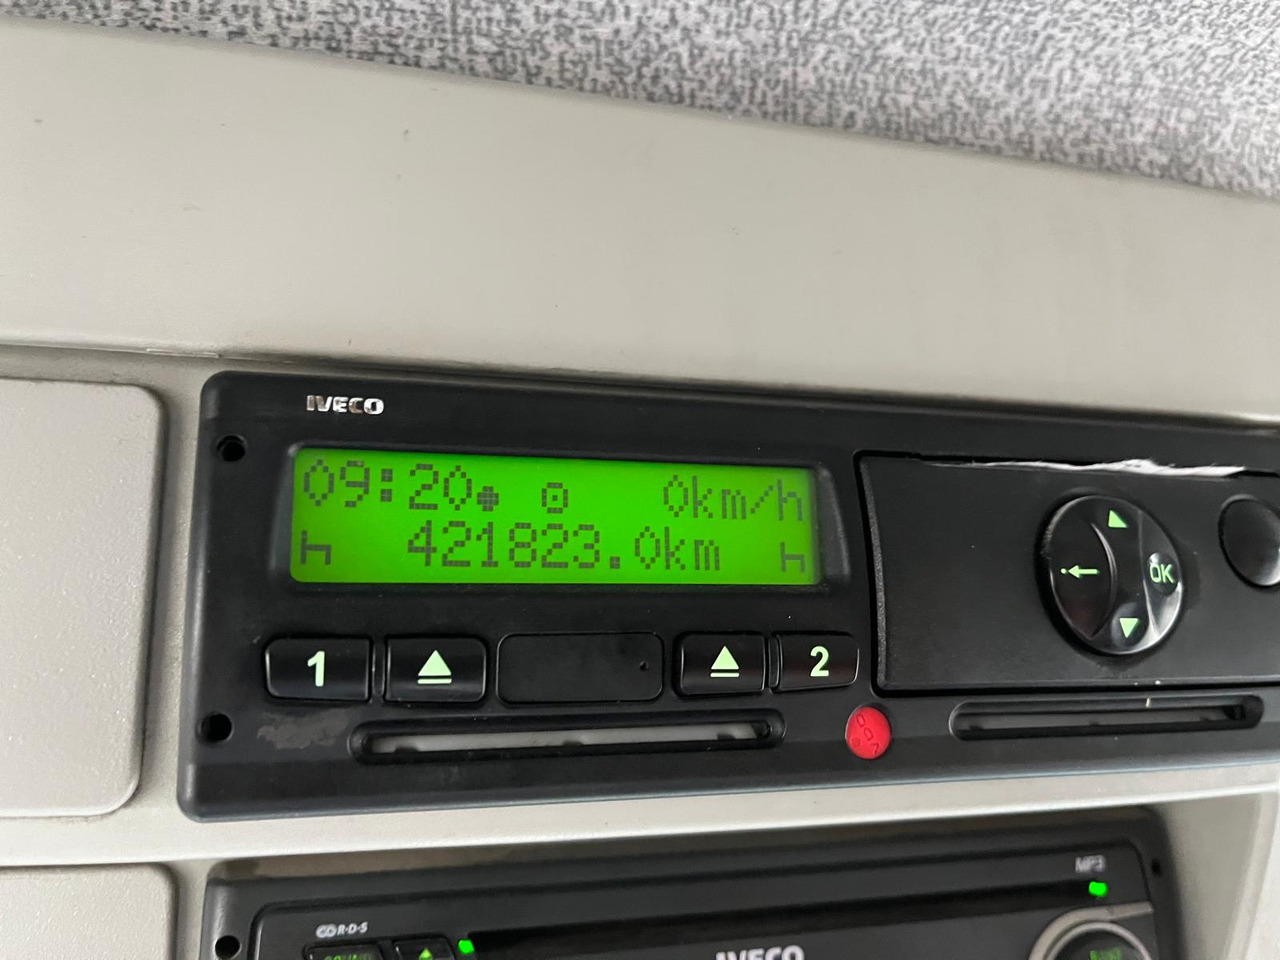 IVECO
09:20 0km/h
421823.0km
1 2
OK
MP3
R·D·S
IVECO